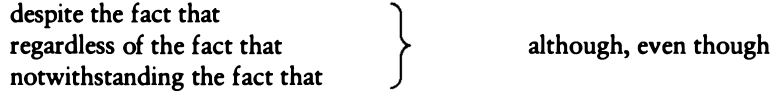 despite the fact that
regardless of the fact that
notwithstanding the fact that
although, even though